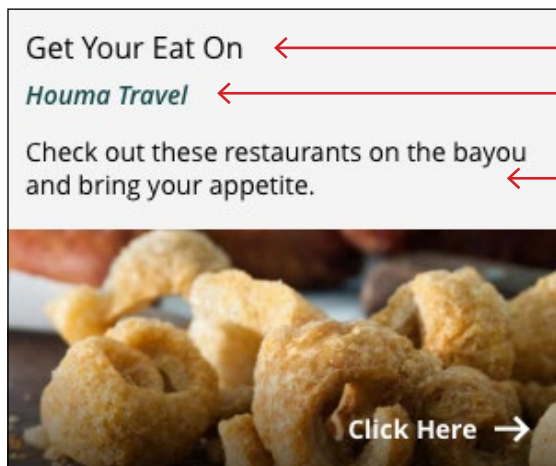 Get Your Eat On
Houma Travel
Check out these restaurants on the bayou
and bring your appetite.
Click Here